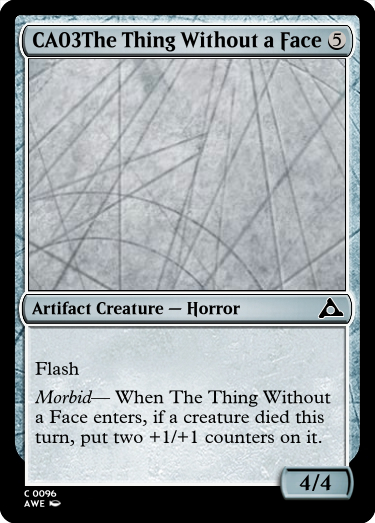 CA03The Thing Without a Face 5
Artifact Creature — Horror
Flash
Morbid— When The Thing Without
a Face enters, if a creature died this
turn, put two +1/+1 counters on it.
4/4
C 0096
AWE